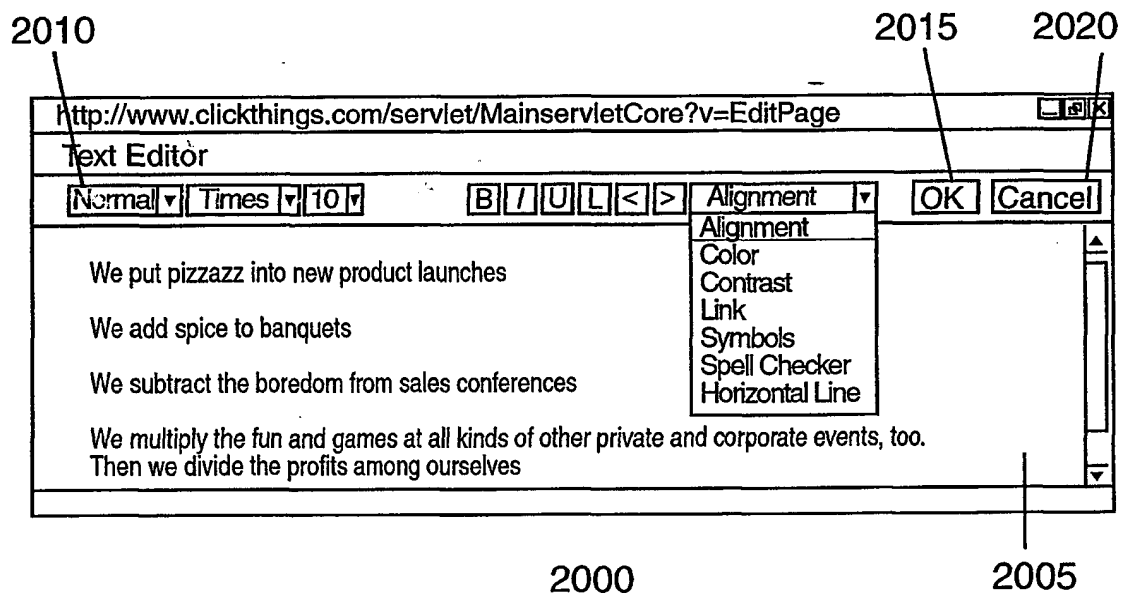 2010 2015 2020
http://www.clickthings.com/servlet/MainservletCore?v=EditPage
Text Editor
Normal Times 10 B I U L < > Alignment OK Cancel
Alignment
Color
Contrast
Link
Symbols
Spell Checker
Horizontal Line
We put pizzazz into new product launches
We add spice to banquets
We subtract the boredom from sales conferences
We multiply the fun and games at all kinds of other private and corporate events, too.
Then we divide the profits among ourselves
2000 2005